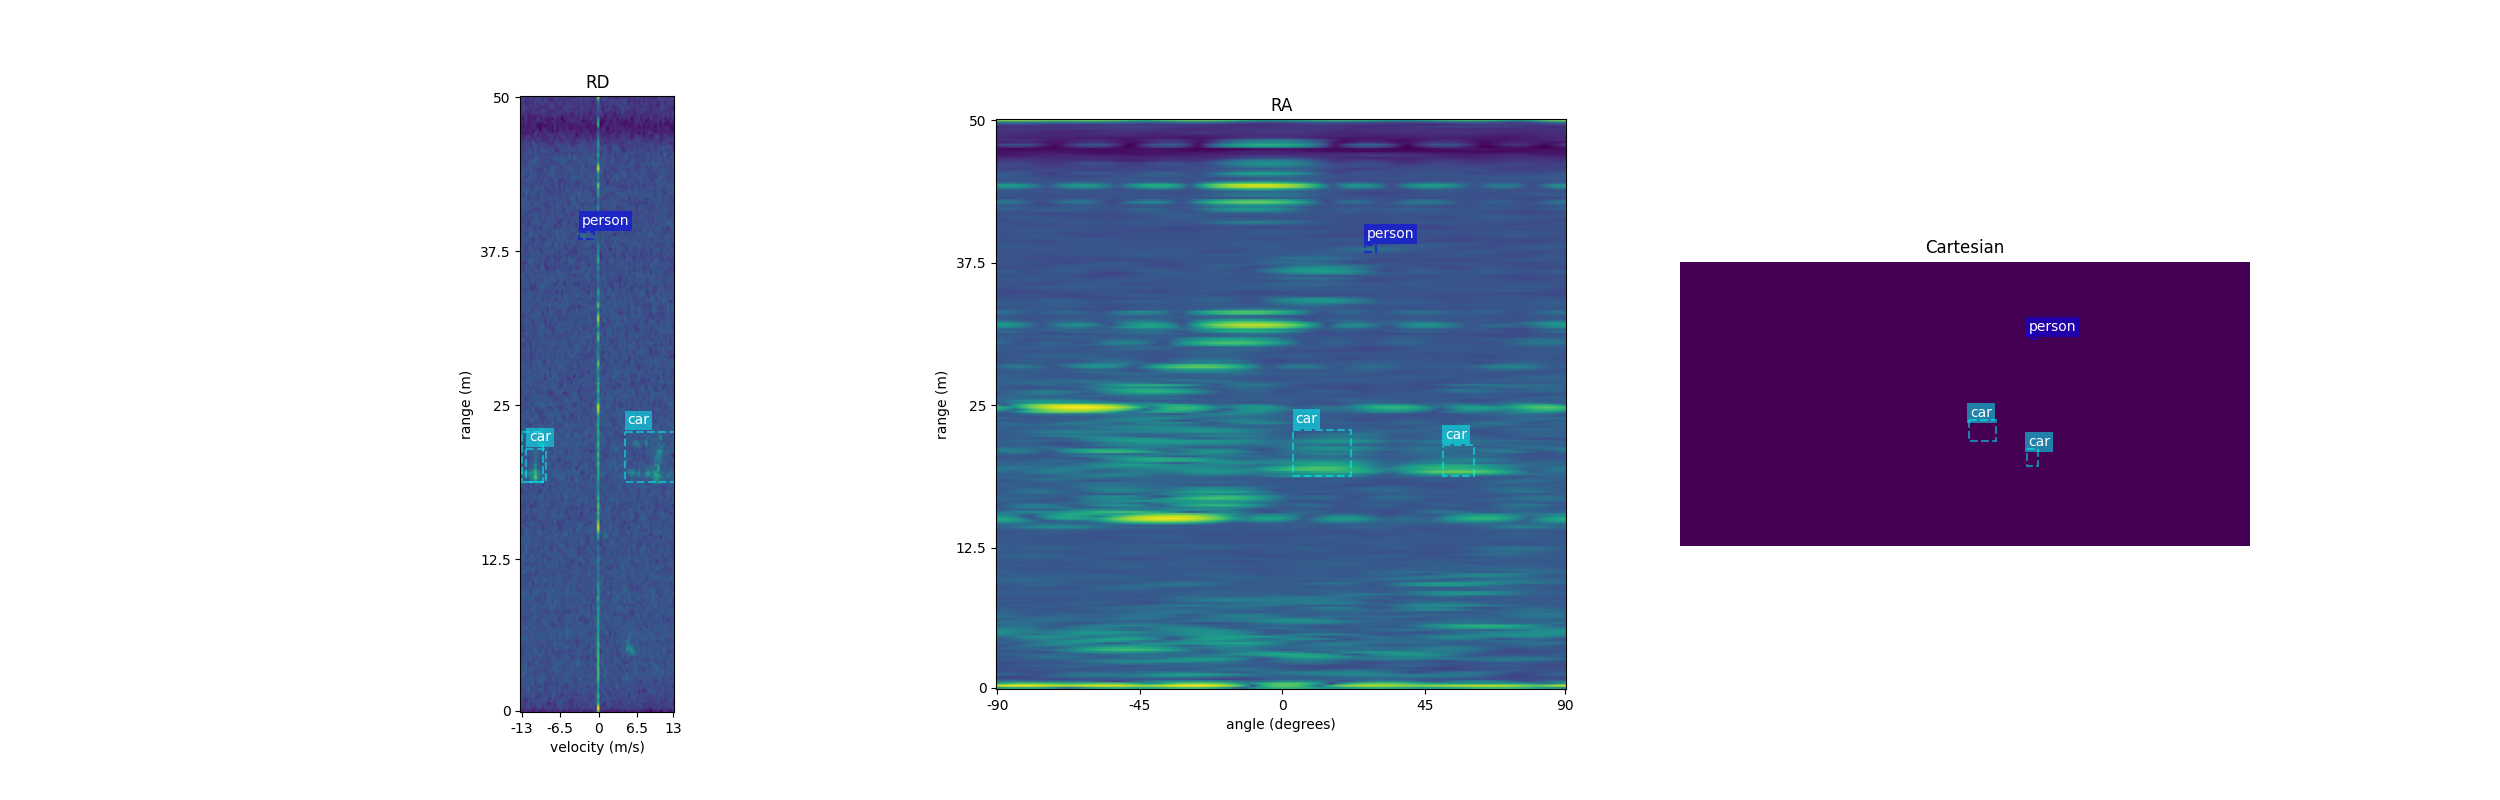 RD
50
37.5
25
12.5
0
range (m)
person
car
car
-13 -6.5 0 6.5 13
velocity (m/s)
RA
50
37.5
25
12.5
0
range (m)
person
car
car
-90 -45 0 45 90
angle (degrees)
Cartesian
person
car
car